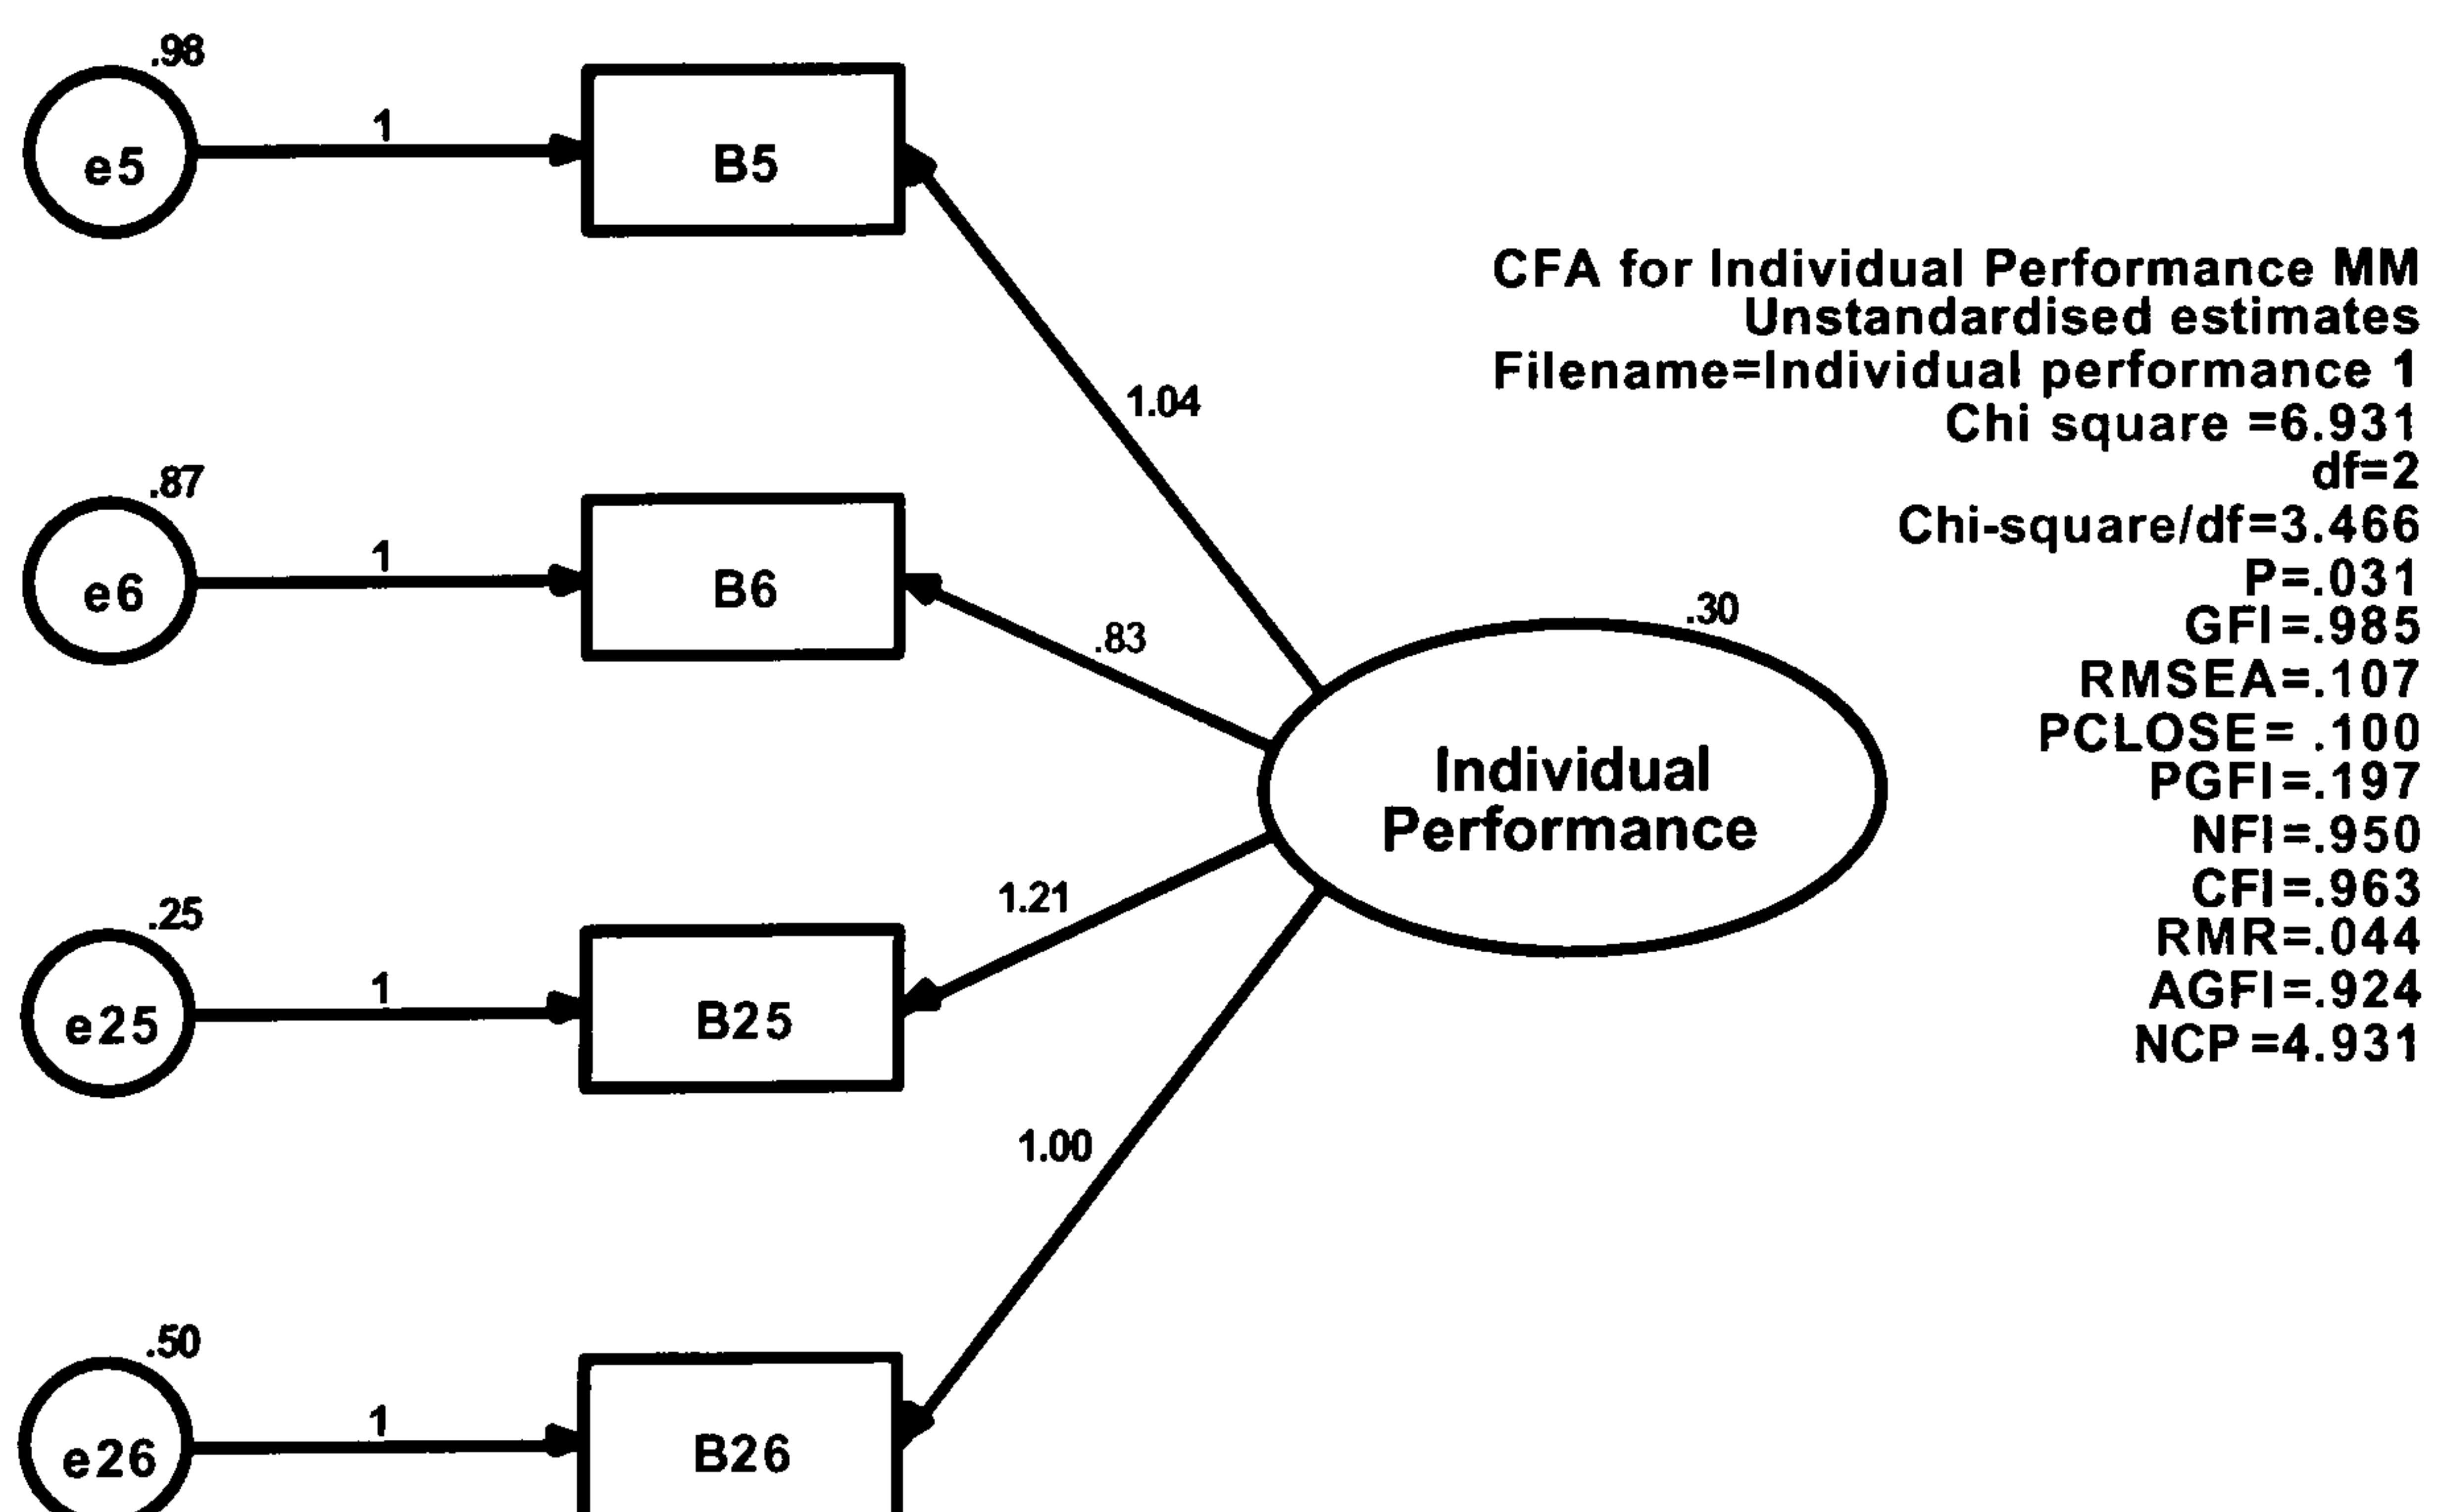 .98
e5
1
B5
1.04
CFA for Individual Performance MM
Unstandardised estimates
Filename=Individual performance 1
Chi square =6.931
df=2
Chi-square/df=3.466
P=.031
GFI=.985
RMSEA=.107
PCLOSE= .100
PGFI=.197
NFI=.950
CFI=.963
RMR=.044
AGFI=.924
NCP=4.931
.87
e6
1
B6
.83
.30
Individual
Performance
.25
e25
1
B25
1.21
1.00
.50
e26
1
B26